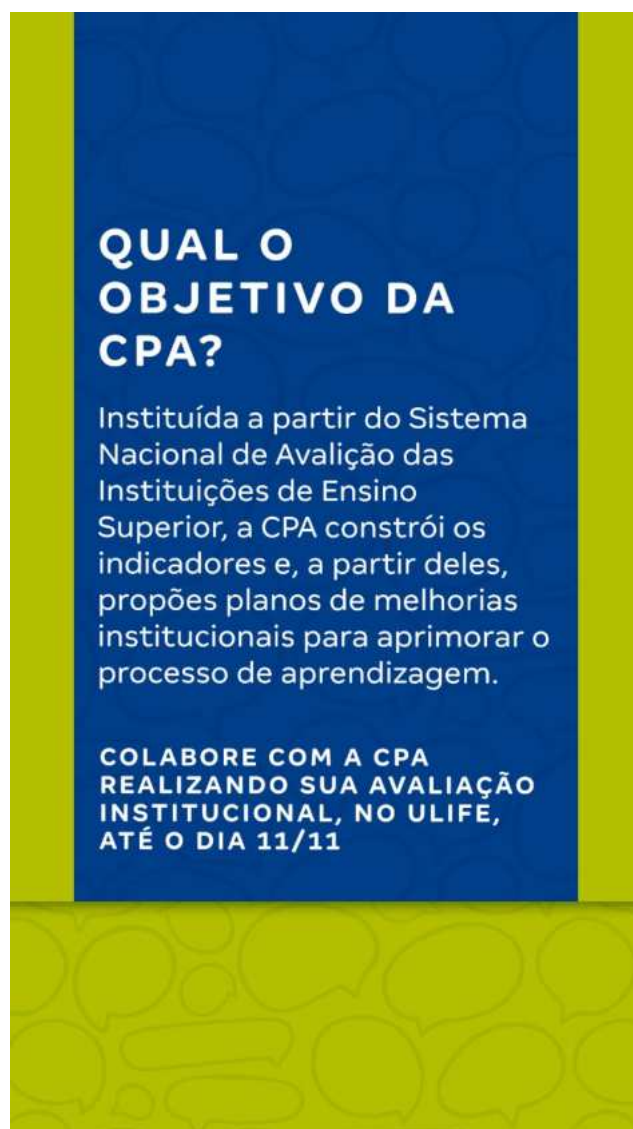 QUAL O
OBJETIVO DA
CPA?
Instituída a partir do Sistema
Nacional de Avalição das
Instituições de Ensino
Superior, a CPA constrói os
indicadores e, a partir deles,
propões planos de melhorias
institucionais para aprimorar o
processo de aprendizagem.
COLABORE COM A CPA
REALIZANDO SUA AVALIAÇÃO
INSTITUCIONAL, NO ULIFE,
ATÉ O DIA 11/11